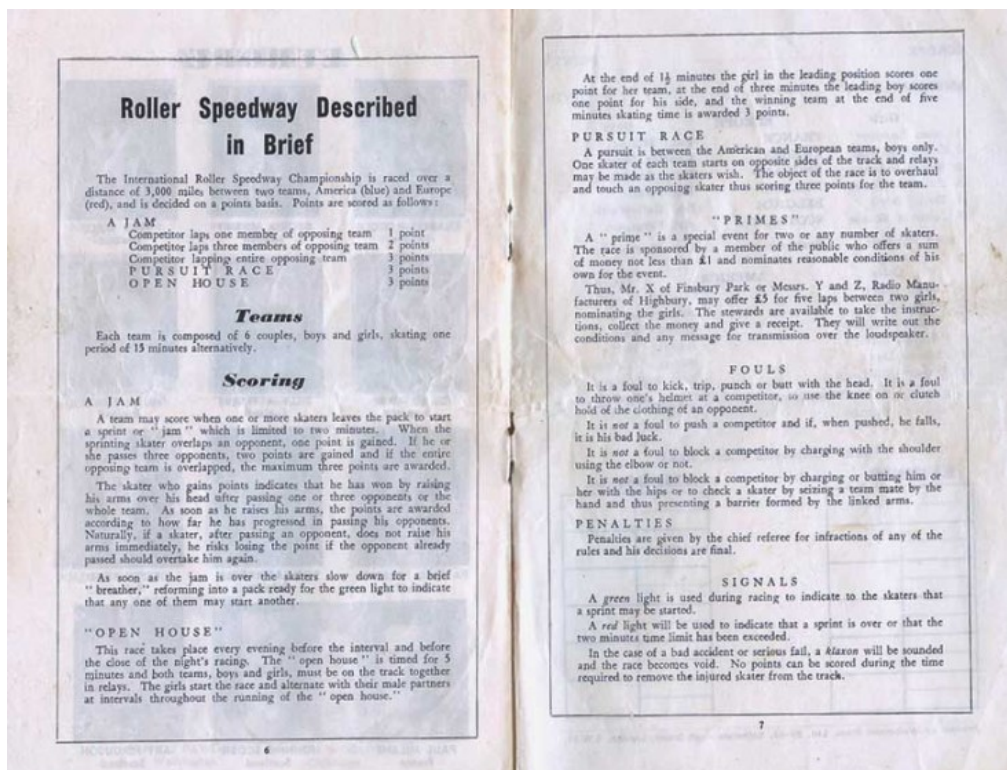 Roller Speedway Described
in Brief
The International Roller Speedway Championship is raced over a
distance of 3,000 miles between two teams, America (blue) and Europe
(red), and is decided on a points basis. Points are scored as follows:
A JAM
Competitor laps one member of opposing team 1 point
Competitor laps three members of opposing team 2 points
Competitor lapping entire opposing team 3 points
PURSUIT RACE 3 points
OPEN HOUSE 3 points
Teams
Each team is composed of 6 couples, boys and girls, skating one
period of 15 minutes alternatively.
Scoring
A JAM
A team may score when one or more skaters leaves the pack to start
a sprint or "jam" which is limited to two minutes. When the
sprinting skater overlaps an opponent, one point is gained. If he or
she passes three opponents, two points are gained and if the entire
opposing team is overlapped, the maximum three points are awarded.
The skater who gains points indicates that he has won by raising
his arms over his head after passing one or three opponents or the
whole team. As soon as he raises his arms, the points are awarded
according to how far he has progressed in passing his opponents.
Naturally, if a skater, after passing an opponent, does not raise his
arms immediately, he risks losing the point if the opponent already
passed should overtake him again.
As soon as the jam is over the skaters slow down for a brief
"breather," reforming into a pack ready for the green light to indicate
that any one of them may start another.
"OPEN HOUSE"
This race takes place every evening before the interval and before
the close of the night's racing. The "open house" is timed for 5
minutes and both teams, boys and girls, must be on the track together
in relays. The girls start the race and alternate with their male partners
at intervals throughout the running of the "open house."
6
At the end of 1½ minutes the girl in the leading position scores one
point for her team, at the end of three minutes the leading boy scores
one point for his side, and the winning team at the end of five
minutes skating time is awarded 3 points.
PURSUIT RACE
A pursuit is between the American and European teams, boys only.
One skater of each team starts on opposite sides of the track and relays
may be made as the skaters wish. The object of the race is to overhaul
and touch an opposing skater thus scoring three points for the team.
"PRIMES"
A "prime" is a special event for two or any number of skaters.
The race is sponsored by a member of the public who offers a sum
of money not less than £1 and nominates reasonable conditions of his
own for the event.
Thus, Mr. X of Finsbury Park or Messrs. Y and Z, Radio Manu-
facturers of Highbury, may offer £5 for five laps between two girls,
nominating the girls. The stewards are available to take the instruc-
tions, collect the money and give a receipt. They will write out the
conditions and any message for transmission over the loudspeaker.
FOULS
It is a foul to kick, trip, punch or butt with the head. It is a foul
to throw one's helmet at a competitor, to use the knee on or clutch
hold of the clothing of an opponent.
It is not a foul to push a competitor and if, when pushed, he falls,
it is his bad luck.
It is not a foul to block a competitor by charging with the shoulder
using the elbow or not.
It is not a foul to block a competitor by charging or butting him or
her with the hips or to check a skater by seizing a team mate by the
hand and thus presenting a barrier formed by the linked arms.
PENALTIES
Penalties are given by the chief referee for infractions of any of the
rules and his decisions are final.
SIGNALS
A green light is used during racing to indicate to the skaters that
a sprint may be started.
A red light will be used to indicate that a sprint is over or that the
two minutes time limit has been exceeded.
In the case of a bad accident or serious fall, a klaxon will be sounded
and the race becomes void. No points can be scored during the time
required to remove the injured skater from the track.
7